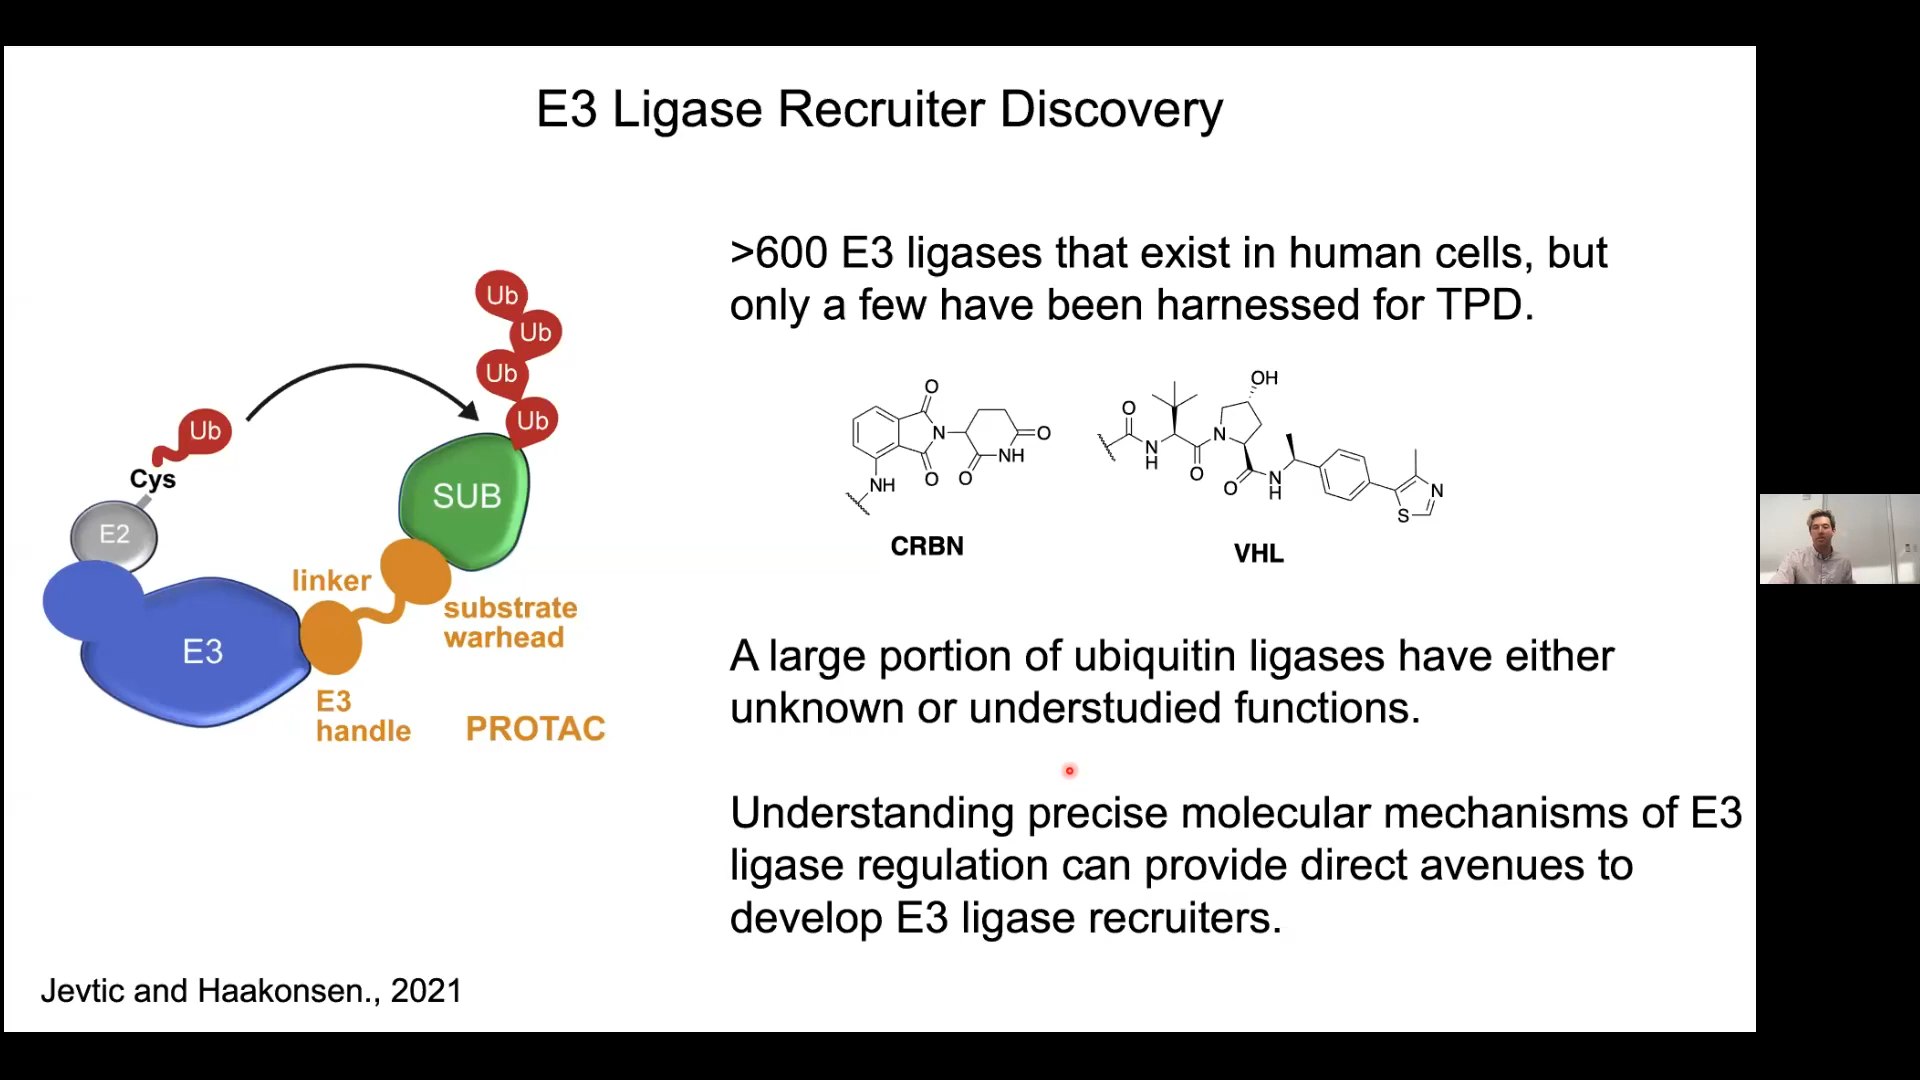 E3 Ligase Recruiter Discovery
>600 E3 ligases that exist in human cells, but
only a few have been harnessed for TPD.
Ub
Ub
Ub
Ub
Ub
Cys
E2
SUB
E3
linker
substrate
warhead
E3
handle
PROTAC
O
N
O
O
NH
O
NH
CRBN
O
N
H
O
N
OH
O
N
H
S
N
VHL
A large portion of ubiquitin ligases have either
unknown or understudied functions.
Understanding precise molecular mechanisms of E3
ligase regulation can provide direct avenues to
develop E3 ligase recruiters.
Jevtic and Haakonsen., 2021